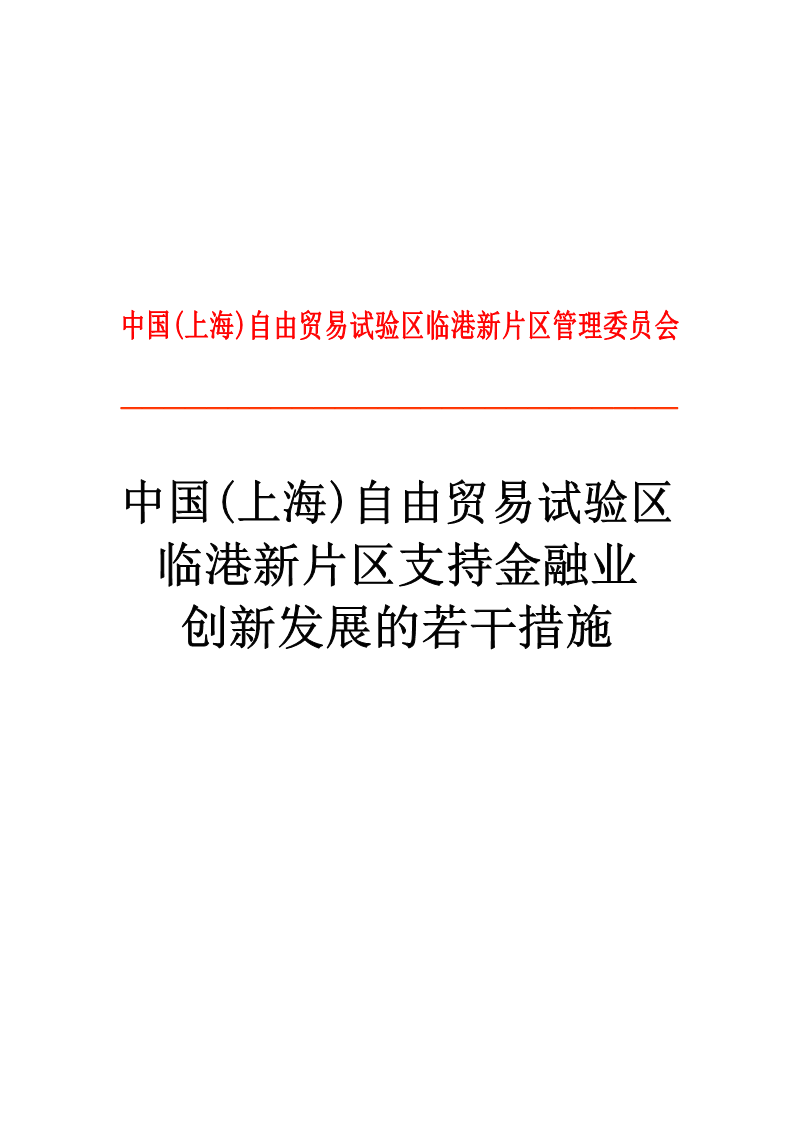 中国(上海)自由贸易试验区临港新片区管理委员会
中国(上海)自由贸易试验区
临港新片区支持金融业
创新发展的若干措施